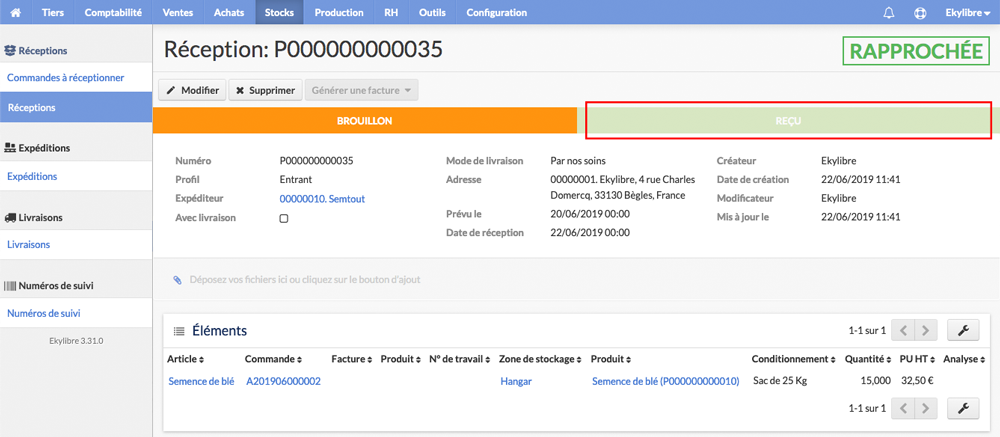 Tiers Comptabilité Ventes Achats Stocks Production RH Outils Configuration Ekylibre
Réceptions
Commandes à réceptionner
Réceptions
Expéditions
Expéditions
Livraisons
Livraisons
Numéros de suivi
Numéros de suivi
Ekylibre 3.31.0
Réception: P000000000035
RAPPROCHÉE
Modifier Supprimer Générer une facture
BROUILLON REÇU
Numéro P000000000035
Profil Entrant
Expéditeur 00000010. Semtout
Avec livraison
Mode de livraison Par nos soins
Adresse 00000001. Ekylibre, 4 rue Charles
Domercq, 33130 Bègles, France
Prévu le 20/06/2019 00:00
Date de réception 22/06/2019 00:00
Créateur Ekylibre
Date de création 22/06/2019 11:41
Modificateur Ekylibre
Mis à jour le 22/06/2019 11:41
Déposez vos fichiers ici ou cliquez sur le bouton d'ajout
Éléments 1-1 sur 1
Article Commande Facture Produit N° de travail Zone de stockage Produit Conditionnement Quantité PU HT Analyse
Semence de blé A201906000002 Hangar Semence de blé (P000000000010) Sac de 25 Kg 15,000 32,50 €
1-1 sur 1